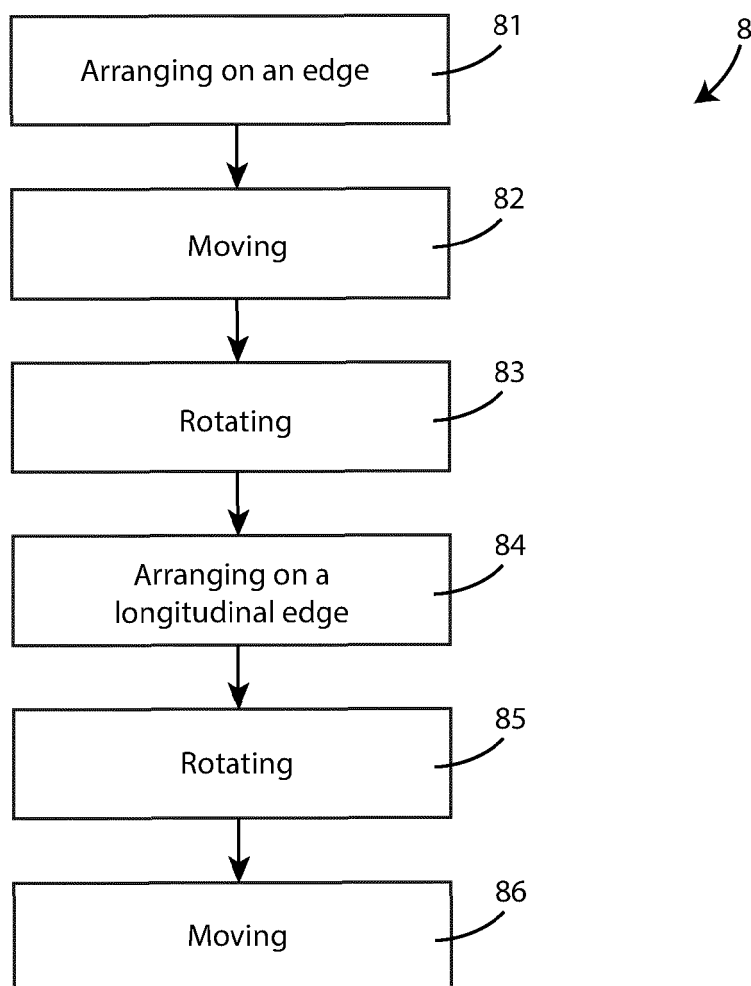 81
8
Arranging on an edge
82
Moving
83
Rotating
84
Arranging on a
longitudinal edge
85
Rotating
86
Moving